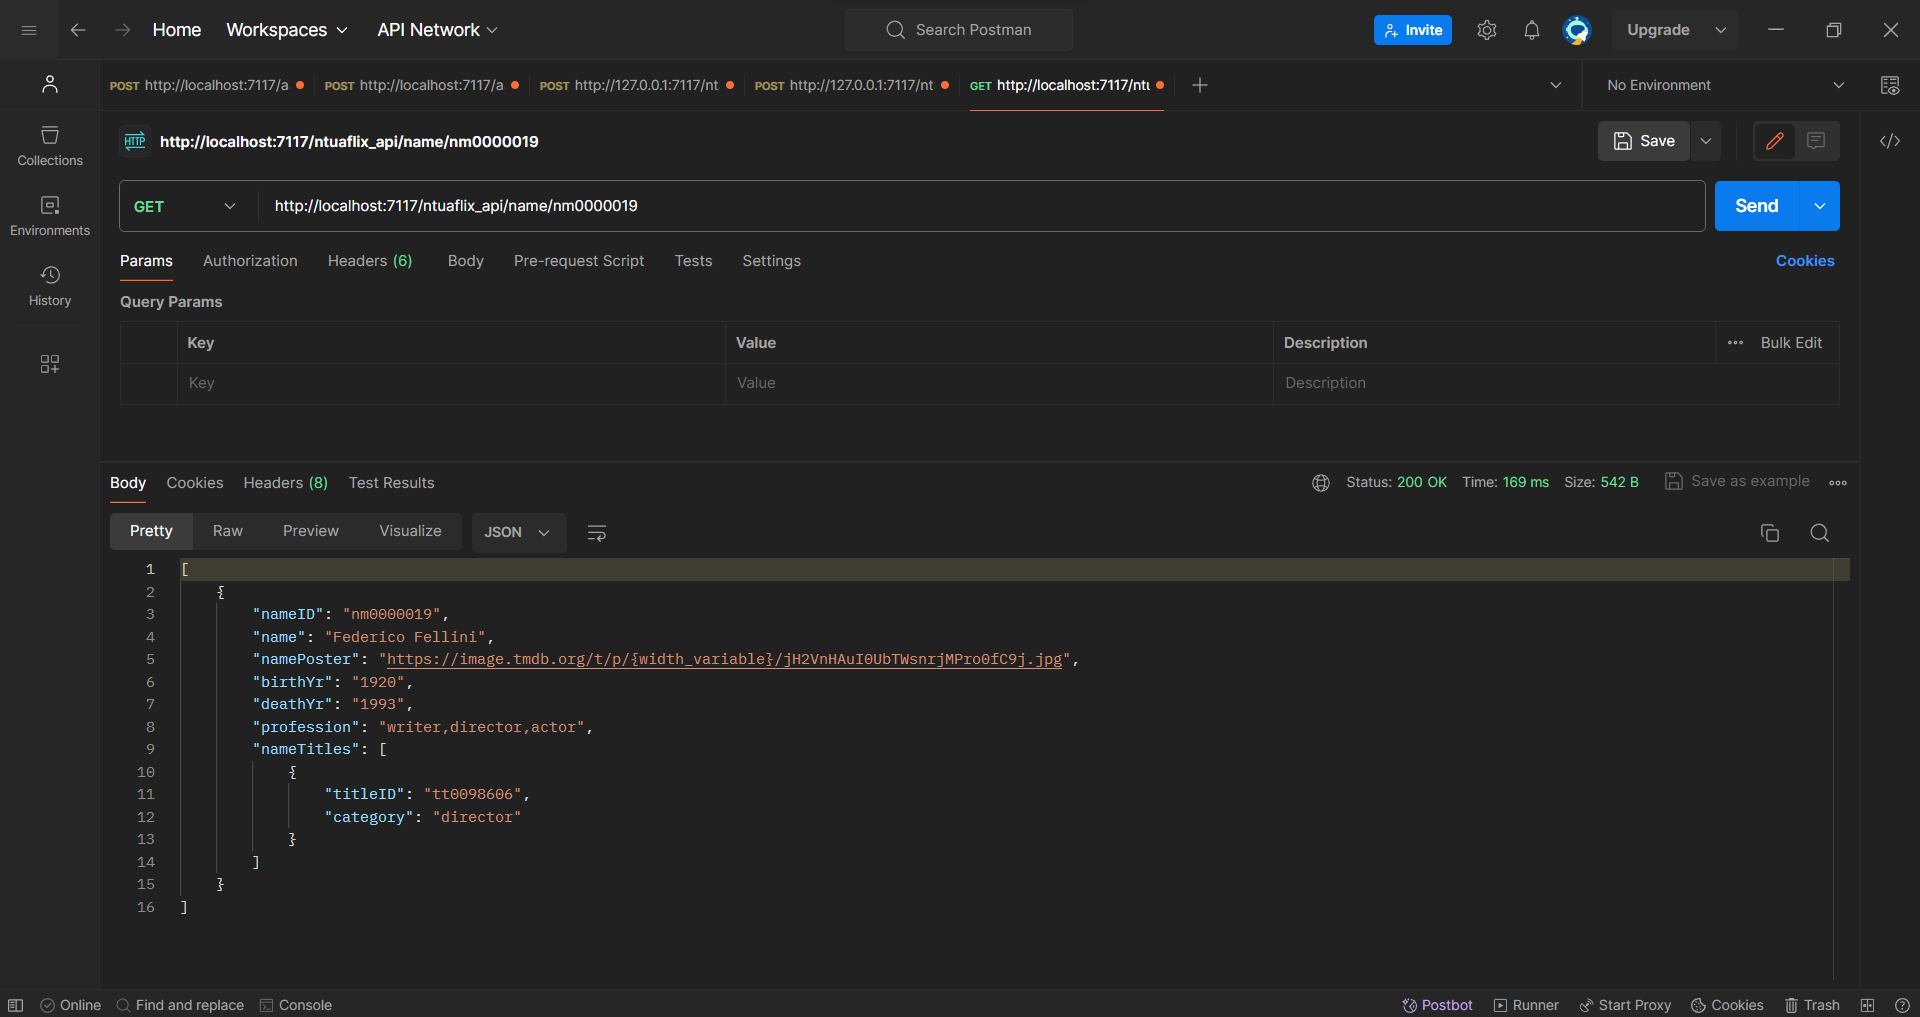 Home Workspaces API Network Search Postman Invite Upgrade
POST http://localhost:7117/a POST http://localhost:7117/a POST http://127.0.0.1:7117/nt POST http://127.0.0.1:7117/nt GET http://localhost:7117/ntu No Environment
HTTP http://localhost:7117/ntuaflix_api/name/nm0000019 Save
Collections
Environments
History
GET http://localhost:7117/ntuaflix_api/name/nm0000019 Send
Params Authorization Headers (6) Body Pre-request Script Tests Settings Cookies
Query Params
Key Value Description Bulk Edit
Key Value Description
Body Cookies Headers (8) Test Results Status: 200 OK Time: 169 ms Size: 542 B Save as example
Pretty Raw Preview Visualize JSON
1 [
2 {
3 "nameID": "nm0000019",
4 "name": "Federico Fellini",
5 "namePoster": "https://image.tmdb.org/t/p/{width_variable}/jH2VnHAuI0UbTWsnrjMPro0fC9j.jpg",
6 "birthYr": "1920",
7 "deathYr": "1993",
8 "profession": "writer,director,actor",
9 "nameTitles": [
10 {
11 "titleID": "tt0098606",
12 "category": "director"
13 }
14 ]
15 }
16 ]
Online Find and replace Console Postbot Runner Start Proxy Cookies Trash